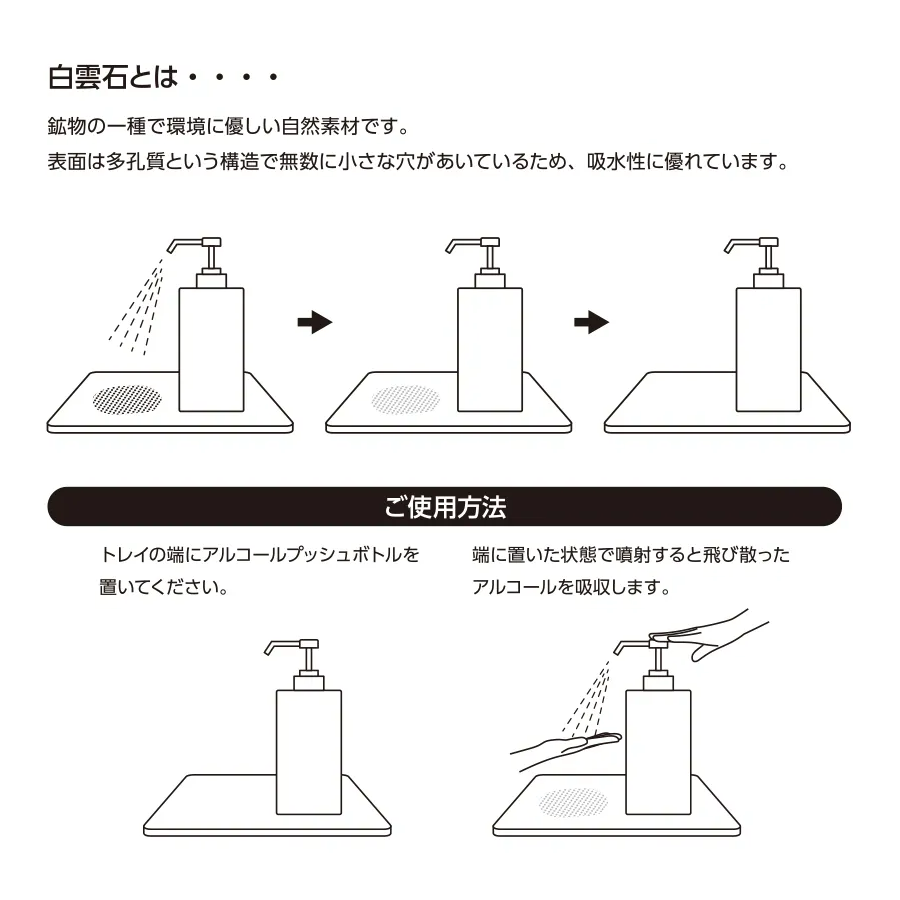 白雲石とは・・・・
鉱物の一種で環境に優しい自然素材です。
表面は多孔質という構造で無数に小さな穴があいているため、吸水性に優れています。
ご使用方法
トレイの端にアルコールプッシュボトルを
置いてください。
端に置いた状態で噴射すると飛び散った
アルコールを吸収します。